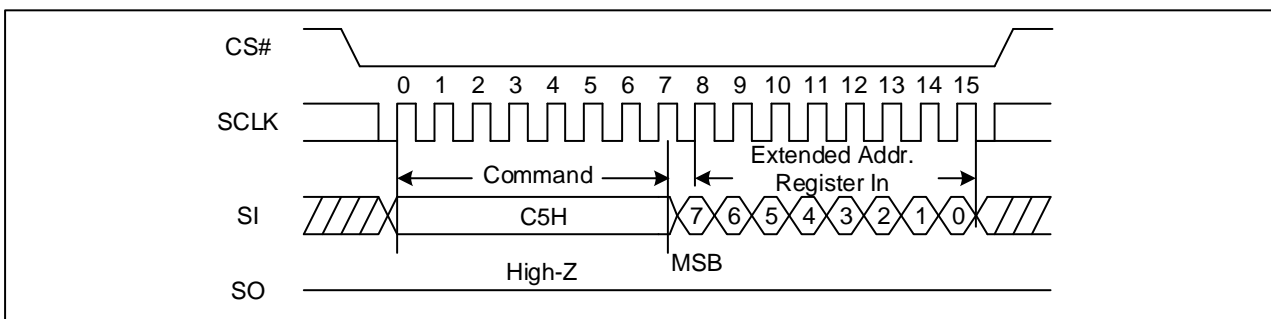 CS#
0 1 2 3 4 5 6 7 8 9 10 11 12 13 14 15
SCLK
Extended Addr.
Command
Register In
SI
C5H
7 6 5 4 3 2 1 0
MSB
High-Z
SO